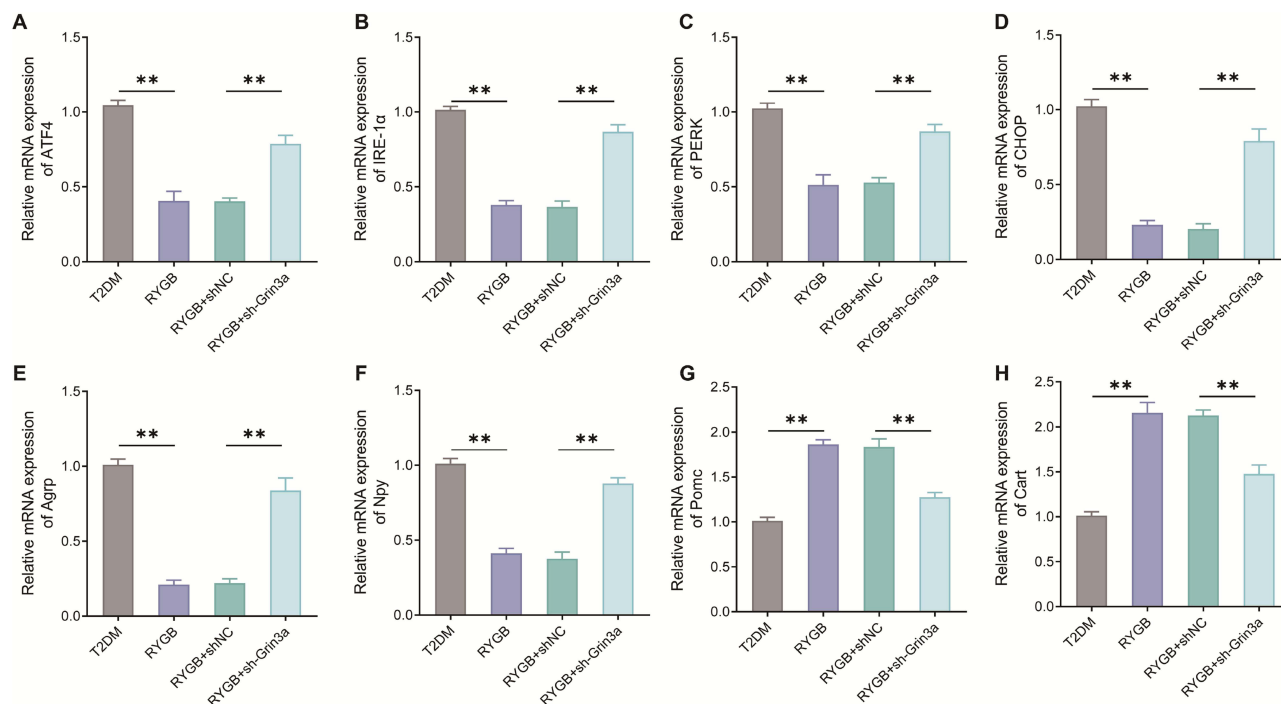 A
Relative mRNA expression
of ATF4
1.5
1.0
0.5
0.0
**
**
T2DM
RYGB
RYGB+shNC
RYGB+sh-Grin3a
B
Relative mRNA expression
of IRE-1α
1.5
1.0
0.5
0.0
**
**
T2DM
RYGB
RYGB+shNC
RYGB+sh-Grin3a
C
Relative mRNA expression
of PERK
1.5
1.0
0.5
0.0
**
**
T2DM
RYGB
RYGB+shNC
RYGB+sh-Grin3a
D
Relative mRNA expression
of CHOP
1.5
1.0
0.5
0.0
**
**
T2DM
RYGB
RYGB+shNC
RYGB+sh-Grin3a
E
Relative mRNA expression
of Agrp
1.5
1.0
0.5
0.0
**
**
T2DM
RYGB
RYGB+shNC
RYGB+sh-Grin3a
F
Relative mRNA expression
of Npy
1.5
1.0
0.5
0.0
**
**
T2DM
RYGB
RYGB+shNC
RYGB+sh-Grin3a
G
Relative mRNA expression
of Pomc
2.5
2.0
1.5
1.0
0.5
0.0
**
**
T2DM
RYGB
RYGB+shNC
RYGB+sh-Grin3a
H
Relative mRNA expression
of Cart
2.5
2.0
1.5
1.0
0.5
0.0
**
**
T2DM
RYGB
RYGB+shNC
RYGB+sh-Grin3a